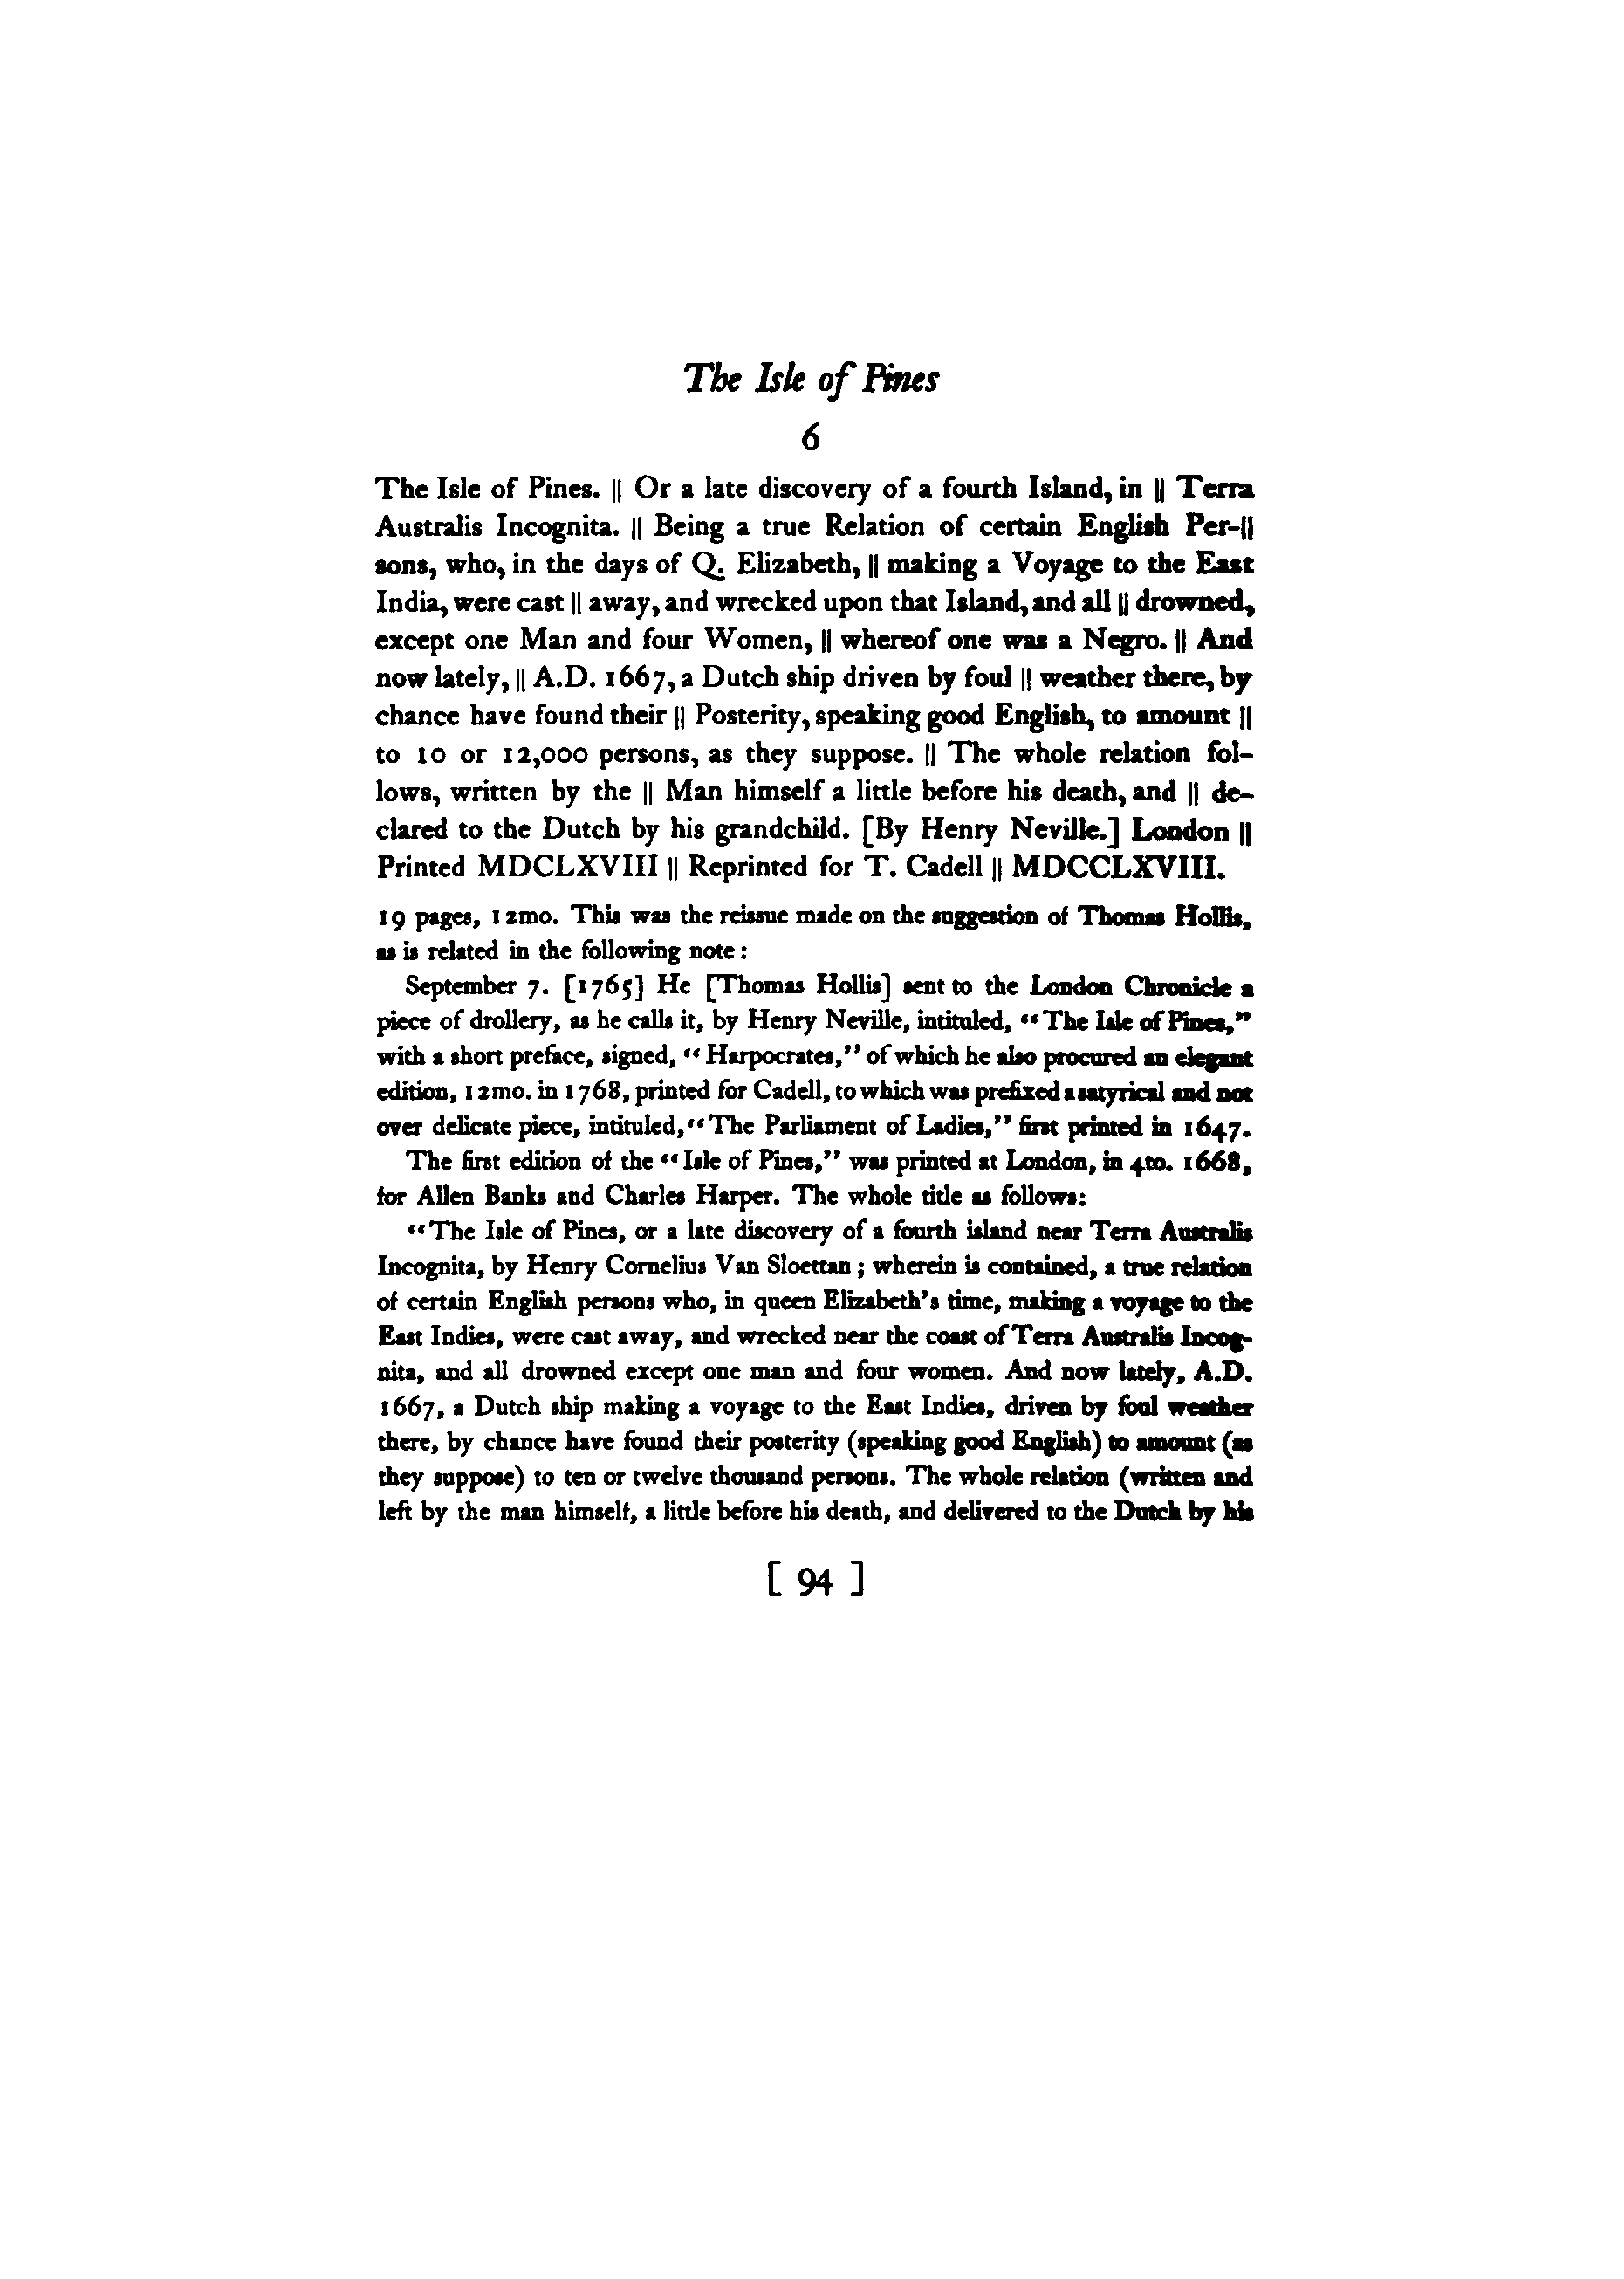 The Isle of Pines
6
The Isle of Pines. || Or a late discovery of a fourth Island, in || Terra
Australis Incognita. || Being a true Relation of certain English Per-||
sons, who, in the days of Q. Elizabeth, || making a Voyage to the East
India, were cast || away, and wrecked upon that Island, and all || drowned,
except one Man and four Women, || whereof one was a Negro. || And
now lately, || A.D. 1667, a Dutch ship driven by foul || weather there, by
chance have found their || Posterity, speaking good English, to amount ||
to 10 or 12,000 persons, as they suppose. || The whole relation fol-
lows, written by the || Man himself a little before his death, and || de-
clared to the Dutch by his grandchild. [By Henry Neville.] London ||
Printed MDCLXVIII || Reprinted for T. Cadell || MDCCLXVIII.
19 pages, 12mo. This was the reissue made on the suggestion of Thomas Hollis,
as is related in the following note:
September 7. [1765] He [Thomas Hollis] sent to the London Chronicle a
piece of drollery, as he calls it, by Henry Neville, intituled, "The Isle of Pines,"
with a short preface, signed, "Harpocrates," of which he also procured an elegant
edition, 12mo. in 1768, printed for Cadell, to which was prefixed a satyrical and not
over delicate piece, intituled, "The Parliament of Ladies," first printed in 1647.
The first edition of the "Isle of Pines," was printed at London, in 4to. 1668,
for Allen Banks and Charles Harper. The whole title as follows:
"The Isle of Pines, or a late discovery of a fourth island near Terra Australis
Incognita, by Henry Cornelius Van Sloettan; wherein is contained, a true relation
of certain English persons who, in queen Elizabeth's time, making a voyage to the
East Indies, were cast away, and wrecked near the coast of Terra Australis Incog-
nita, and all drowned except one man and four women. And now lately, A.D.
1667, a Dutch ship making a voyage to the East Indies, driven by foul weather
there, by chance have found their posterity (speaking good English) to amount (as
they suppose) to ten or twelve thousand persons. The whole relation (written and
left by the man himself, a little before his death, and delivered to the Dutch by his
[ 94 ]